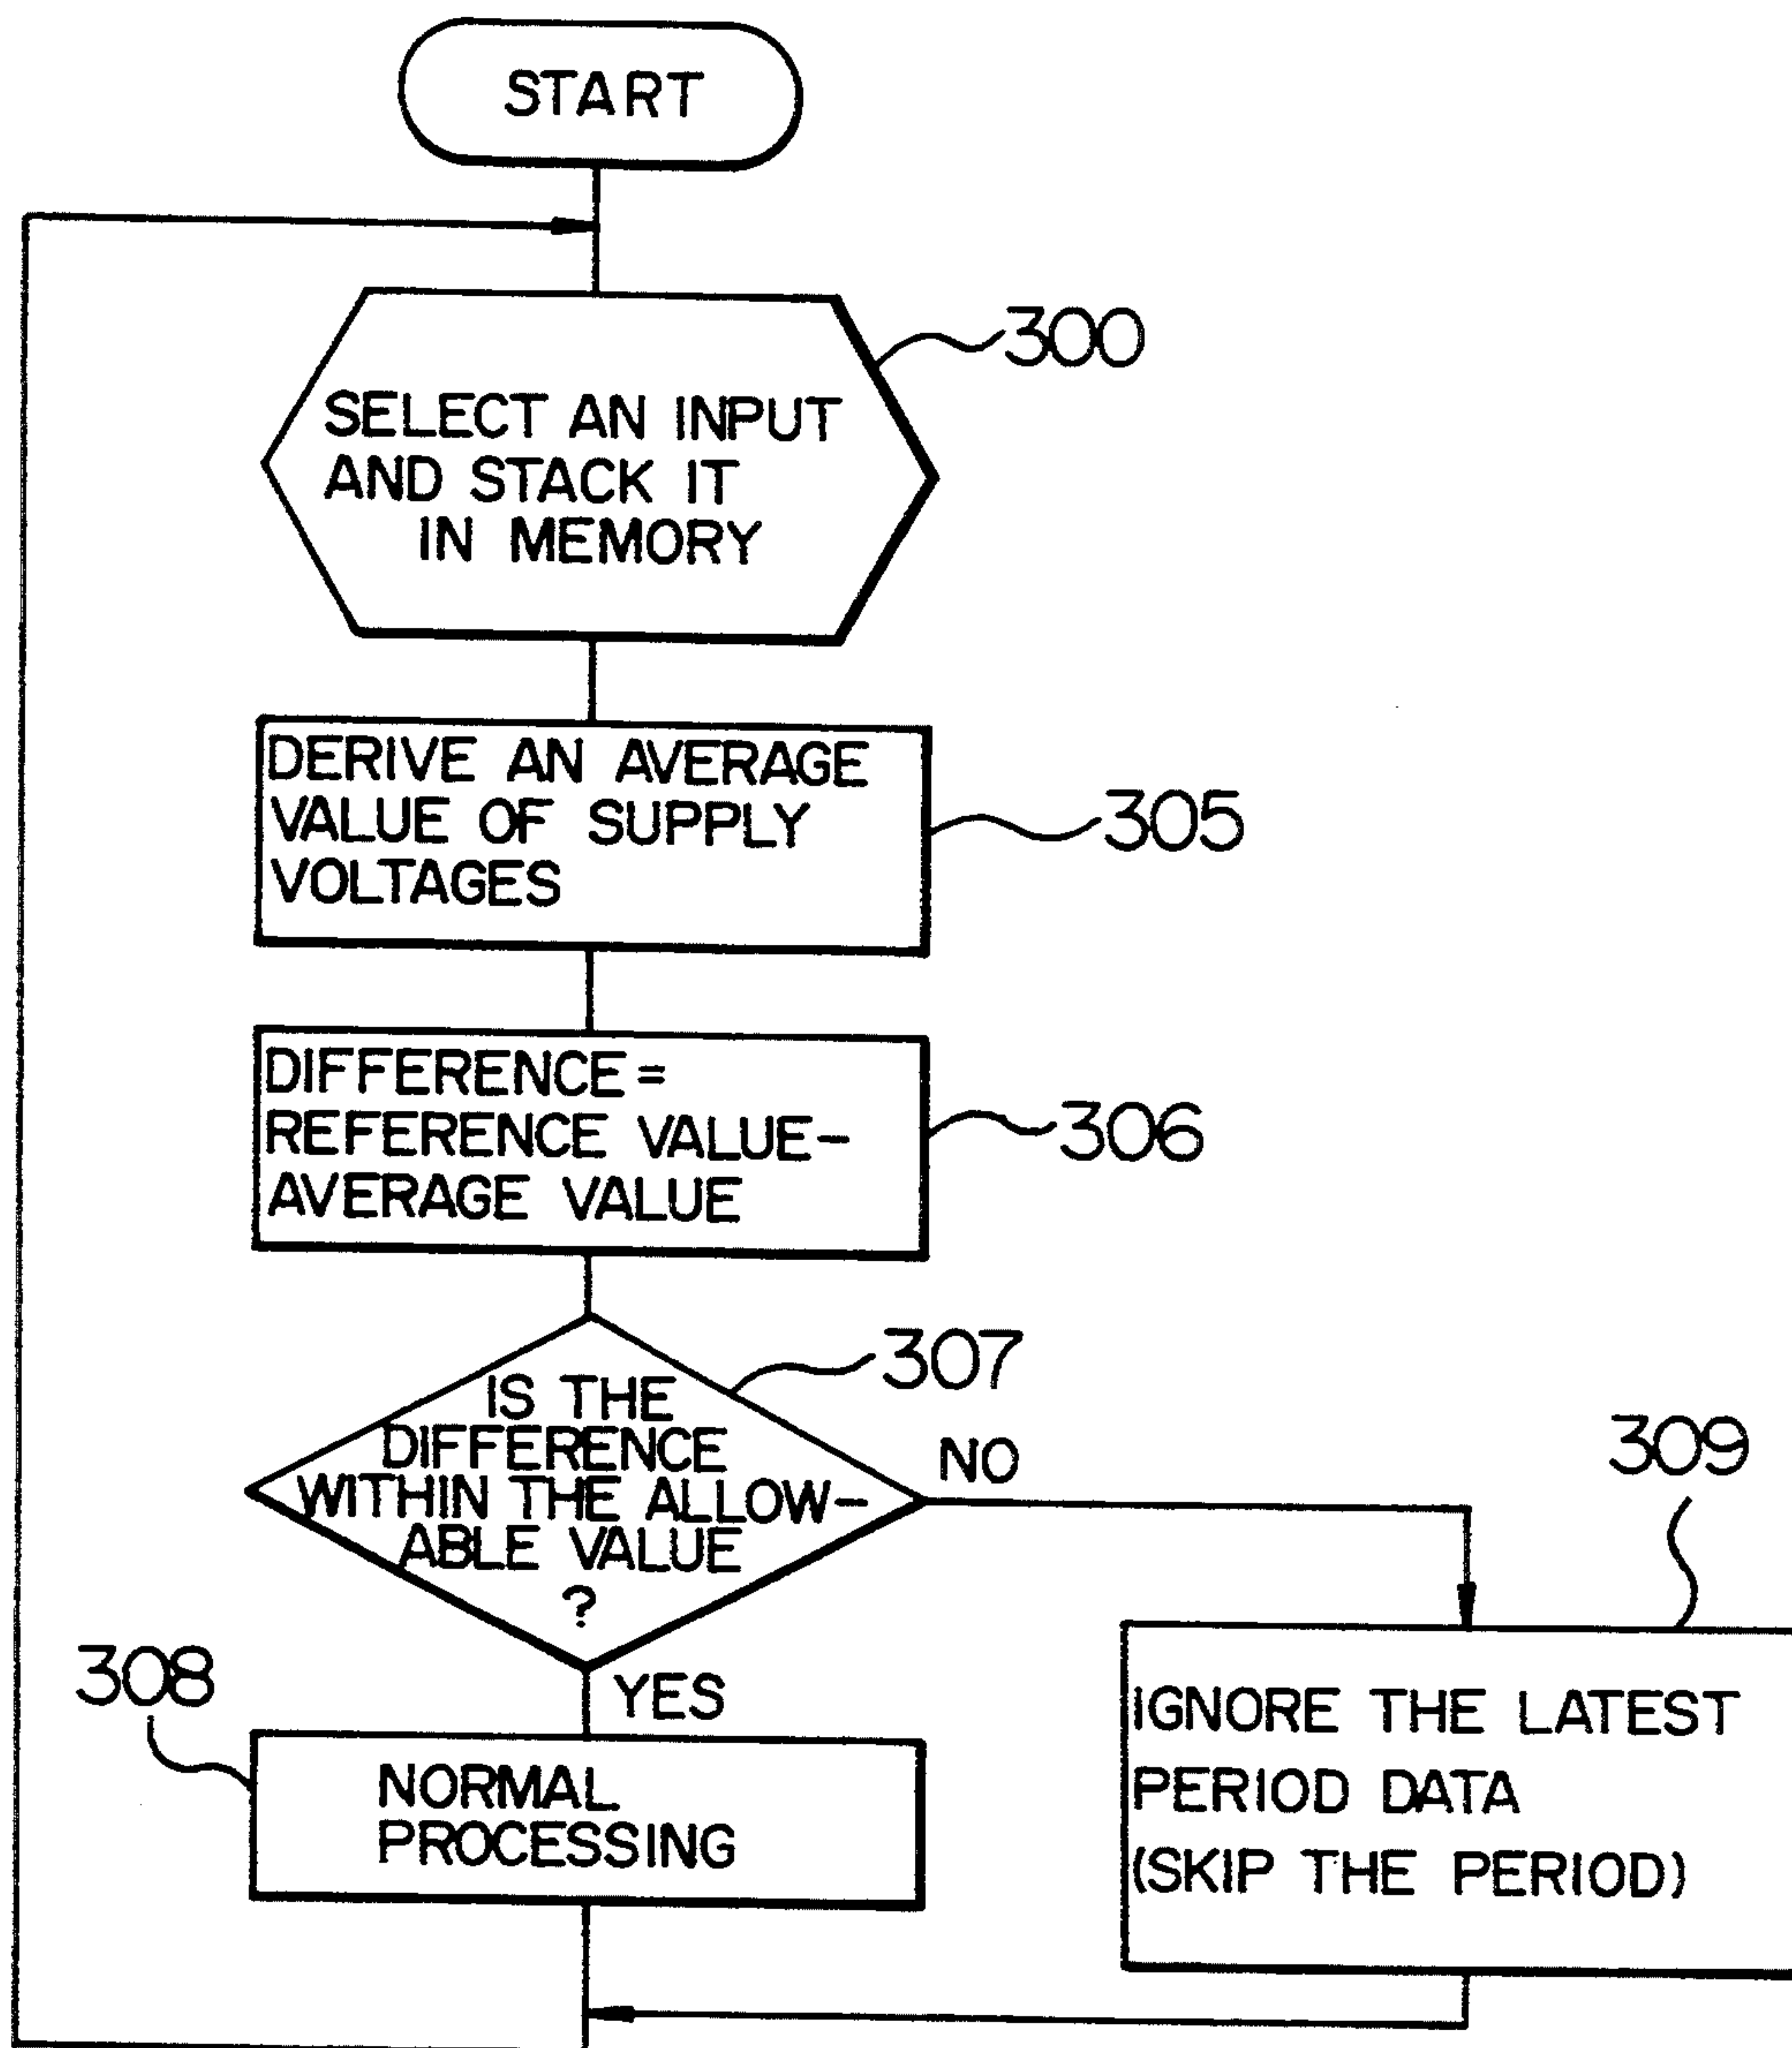 START
300
SELECT AN INPUT
AND STACK IT
IN MEMORY
DERIVE AN AVERAGE
VALUE OF SUPPLY
VOLTAGES
305
DIFFERENCE=
REFERENCE VALUE-
AVERAGE VALUE
306
307
IS THE
DIFFERENCE
WITHIN THE ALLOW-
ABLE VALUE
?
NO
309
308
YES
NORMAL
PROCESSING
IGNORE THE LATEST
PERIOD DATA
(SKIP THE PERIOD)